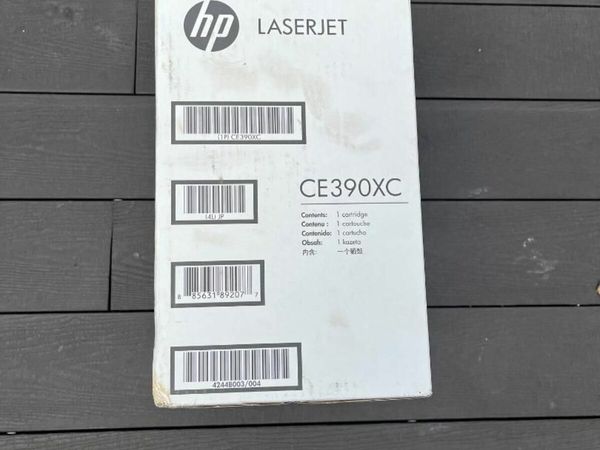 hp
LASERJET
(1P) CE390XC
(4L) JP
8 85631 89207 7
4244B003/004
CE390XC
Contents: 1 cartridge
Contenu : 1 cartouche
Contenido: 1 cartucho
Obsah: 1 kazeta
内含: 一个硒鼓